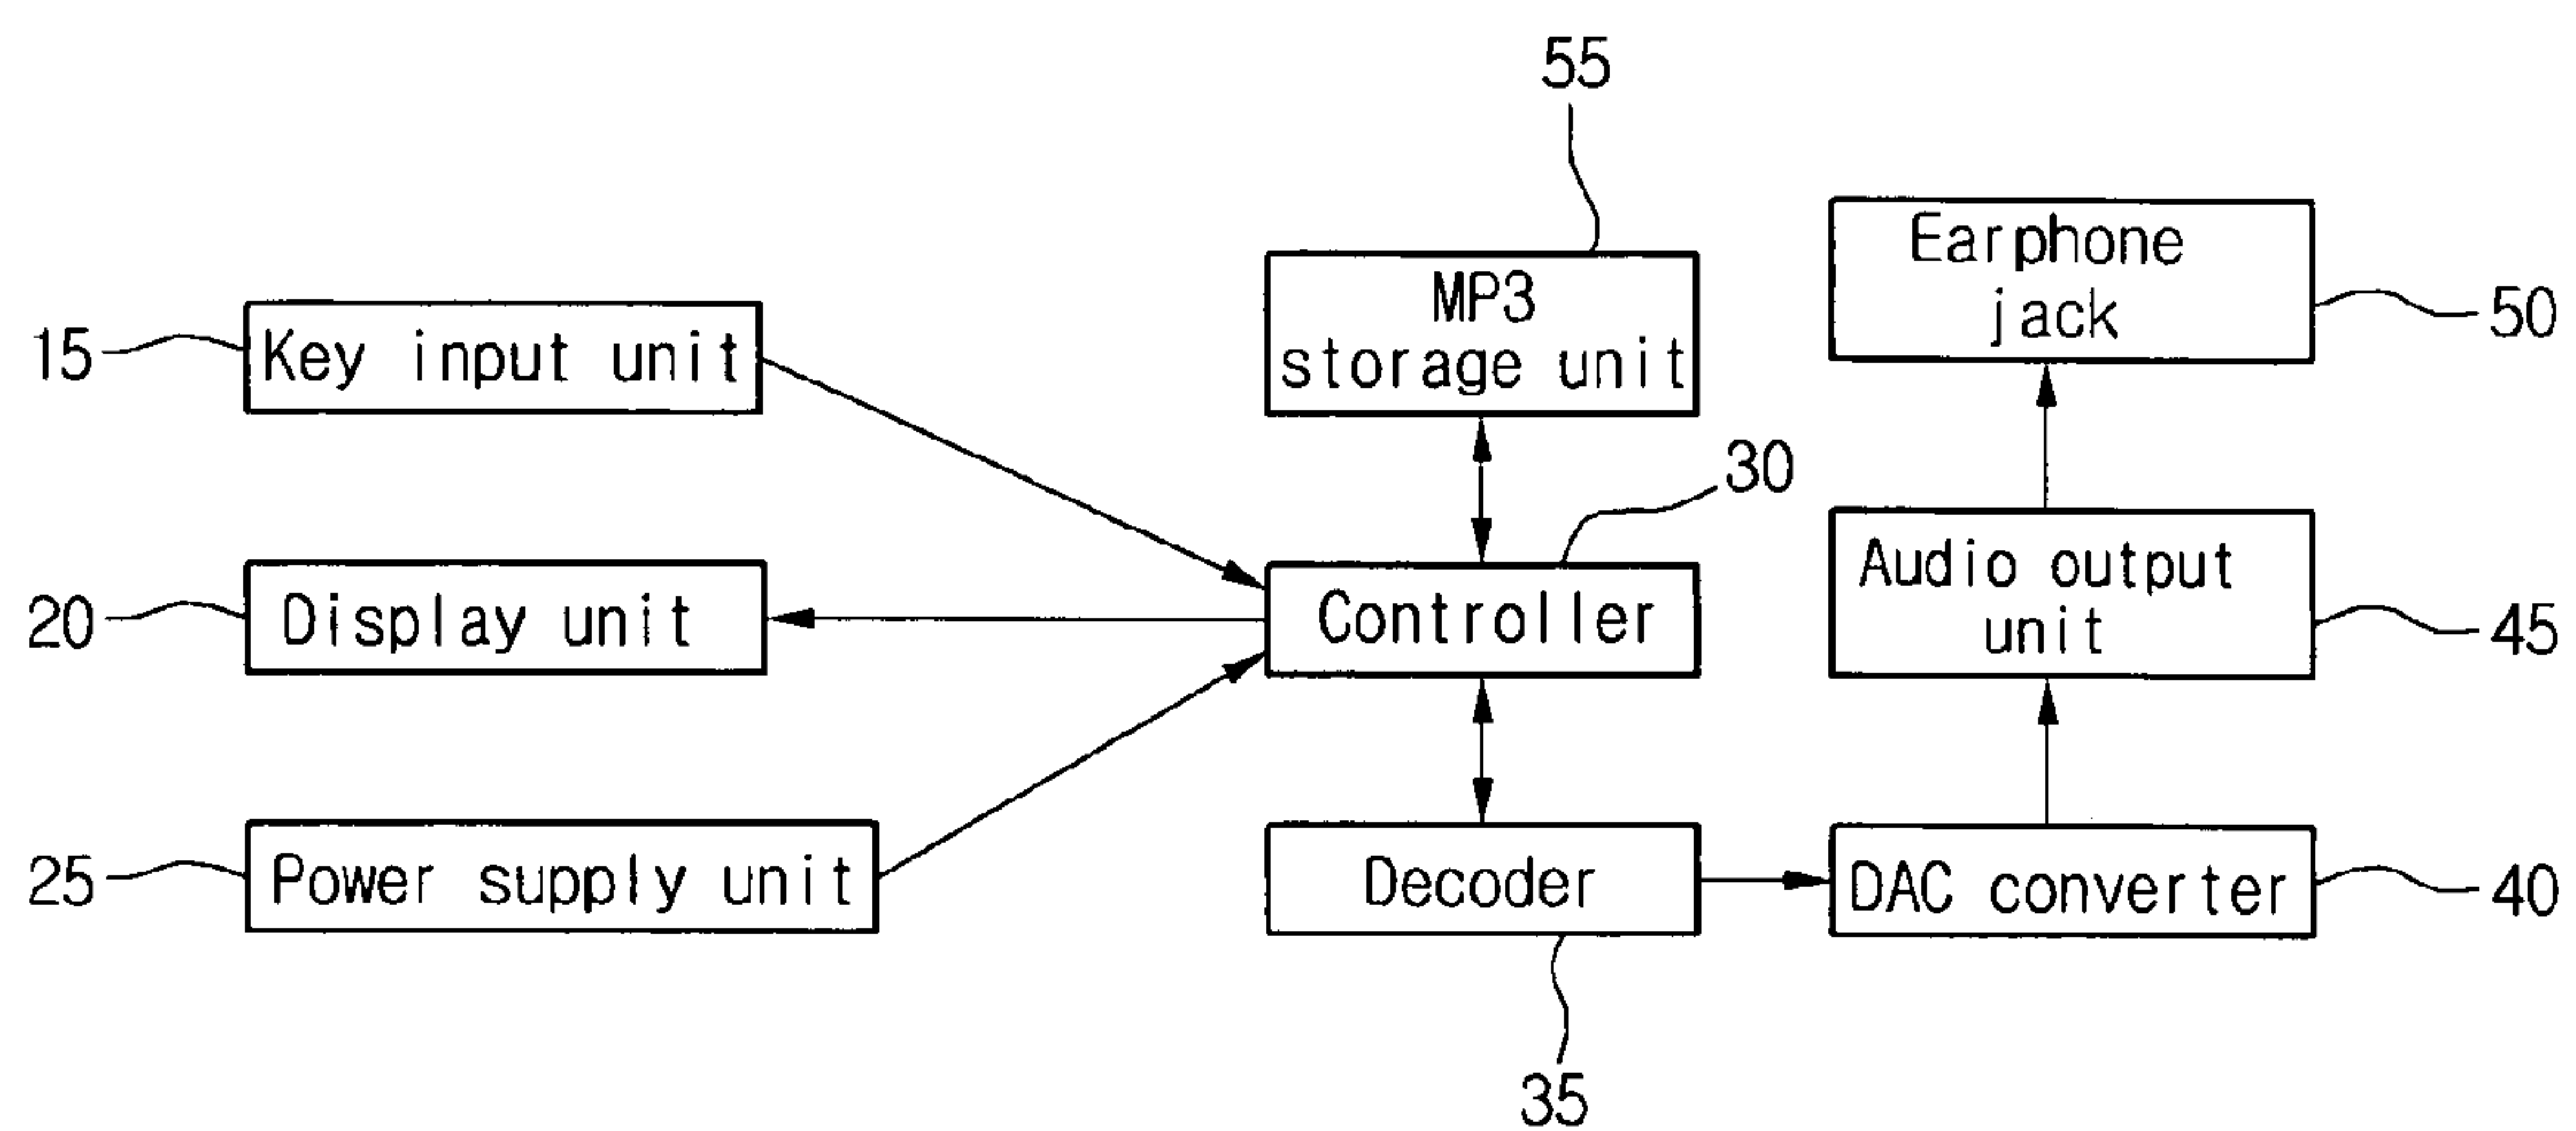 55
Earphone
jack
50
MP3
storage unit
15
Key input unit
30
Audio output
unit
45
20
Display unit
Controller
25
Power supply unit
Decoder
DAC converter
40
35